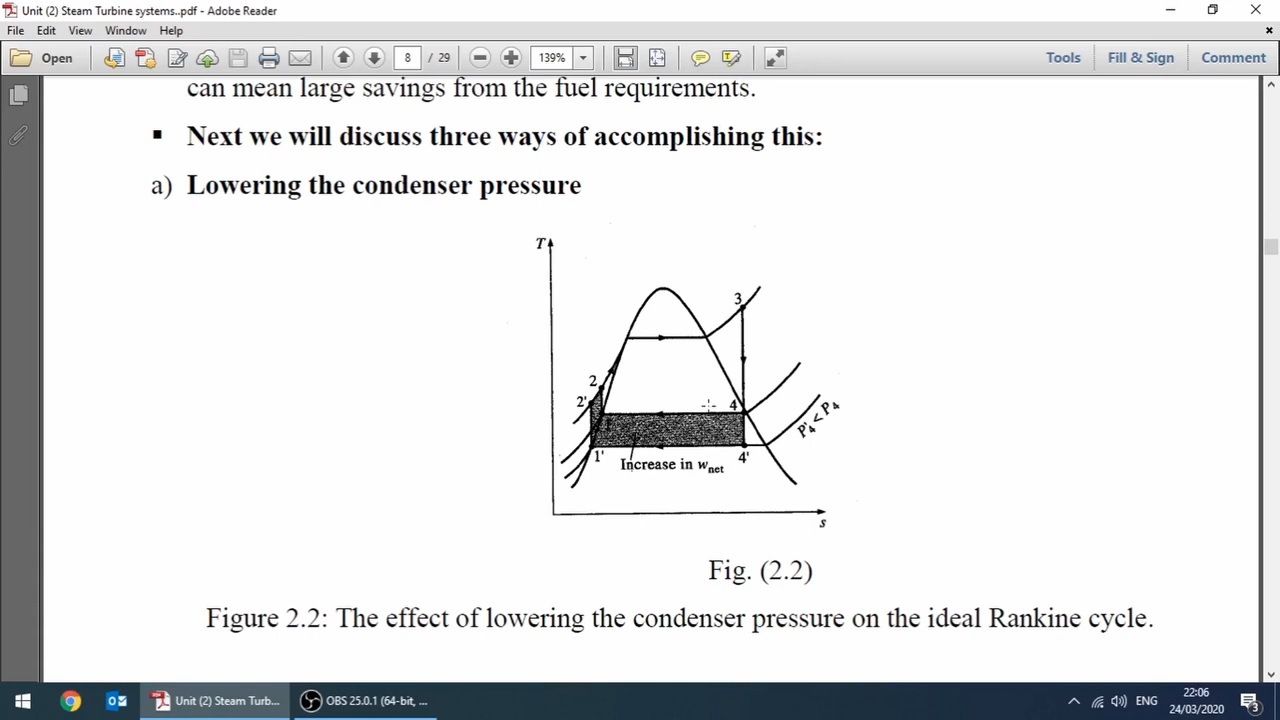 Unit (2) Steam Turbine systems..pdf - Adobe Reader
File Edit View Window Help
Open 8 / 29 139% Tools Fill & Sign Comment
can mean large savings from the fuel requirements.
▪ Next we will discuss three ways of accomplishing this:
a) Lowering the condenser pressure
T
3
2
2'
4
1
P'4 < P4
1'
4'
Increase in wnet
s
Fig. (2.2)
Figure 2.2: The effect of lowering the condenser pressure on the ideal Rankine cycle.
Unit (2) Steam Turb... OBS 25.0.1 (64-bit, ... ENG 22:06
24/03/2020
3